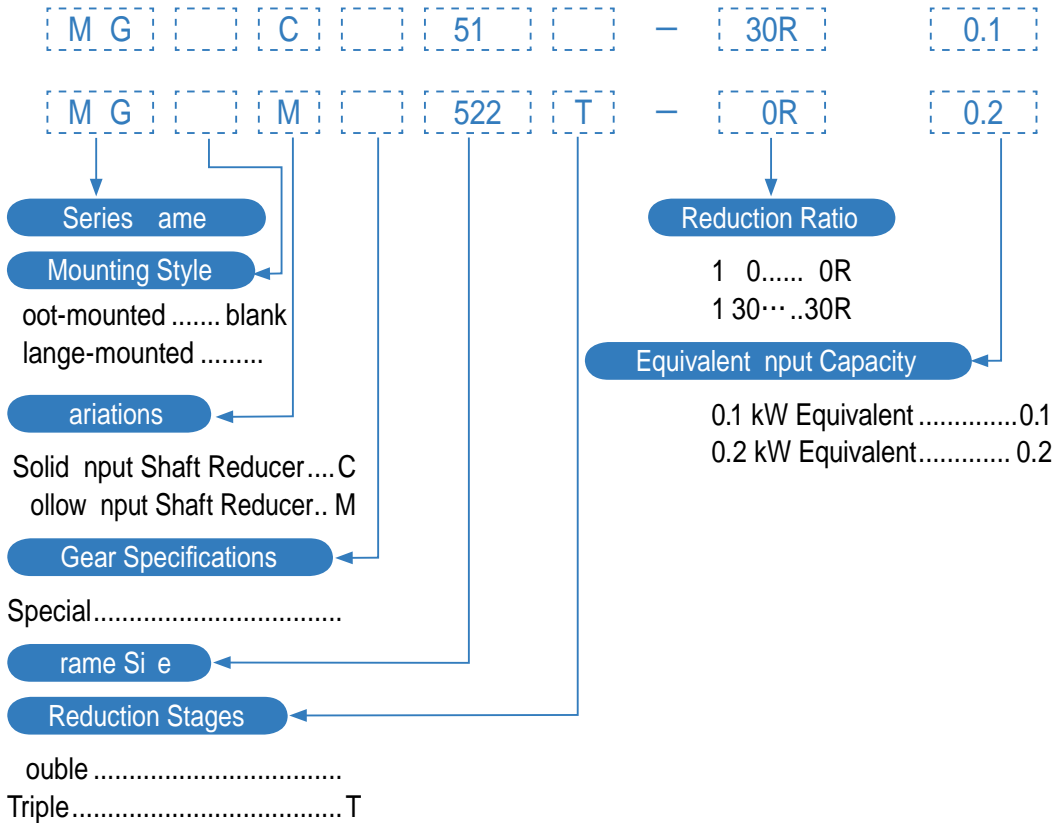 M G C 51 – 30R 0.1
M G M 522 T – 0R 0.2
Series ame
Mounting Style
oot-mounted ....... blank
lange-mounted .........
ariations
Solid nput Shaft Reducer .... C
ollow nput Shaft Reducer.. M
Gear Specifications
Special...................................
rame Si e
Reduction Stages
ouble ...................................
Triple...................................... T
Reduction Ratio
1 0...... 0R
1 30··· ..30R
Equivalent nput Capacity
0.1 kW Equivalent ..............0.1
0.2 kW Equivalent............. 0.2